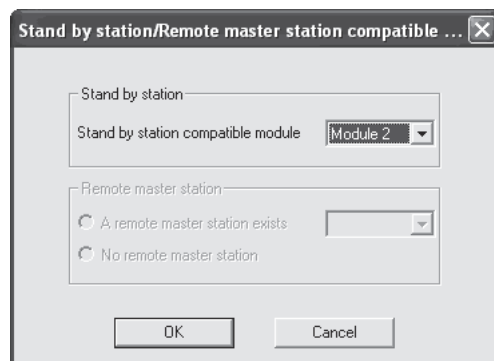 Stand by station/Remote master station compatible ...
Stand by station
Stand by station compatible module Module 2
Remote master station
A remote master station exists
No remote master station
OK Cancel